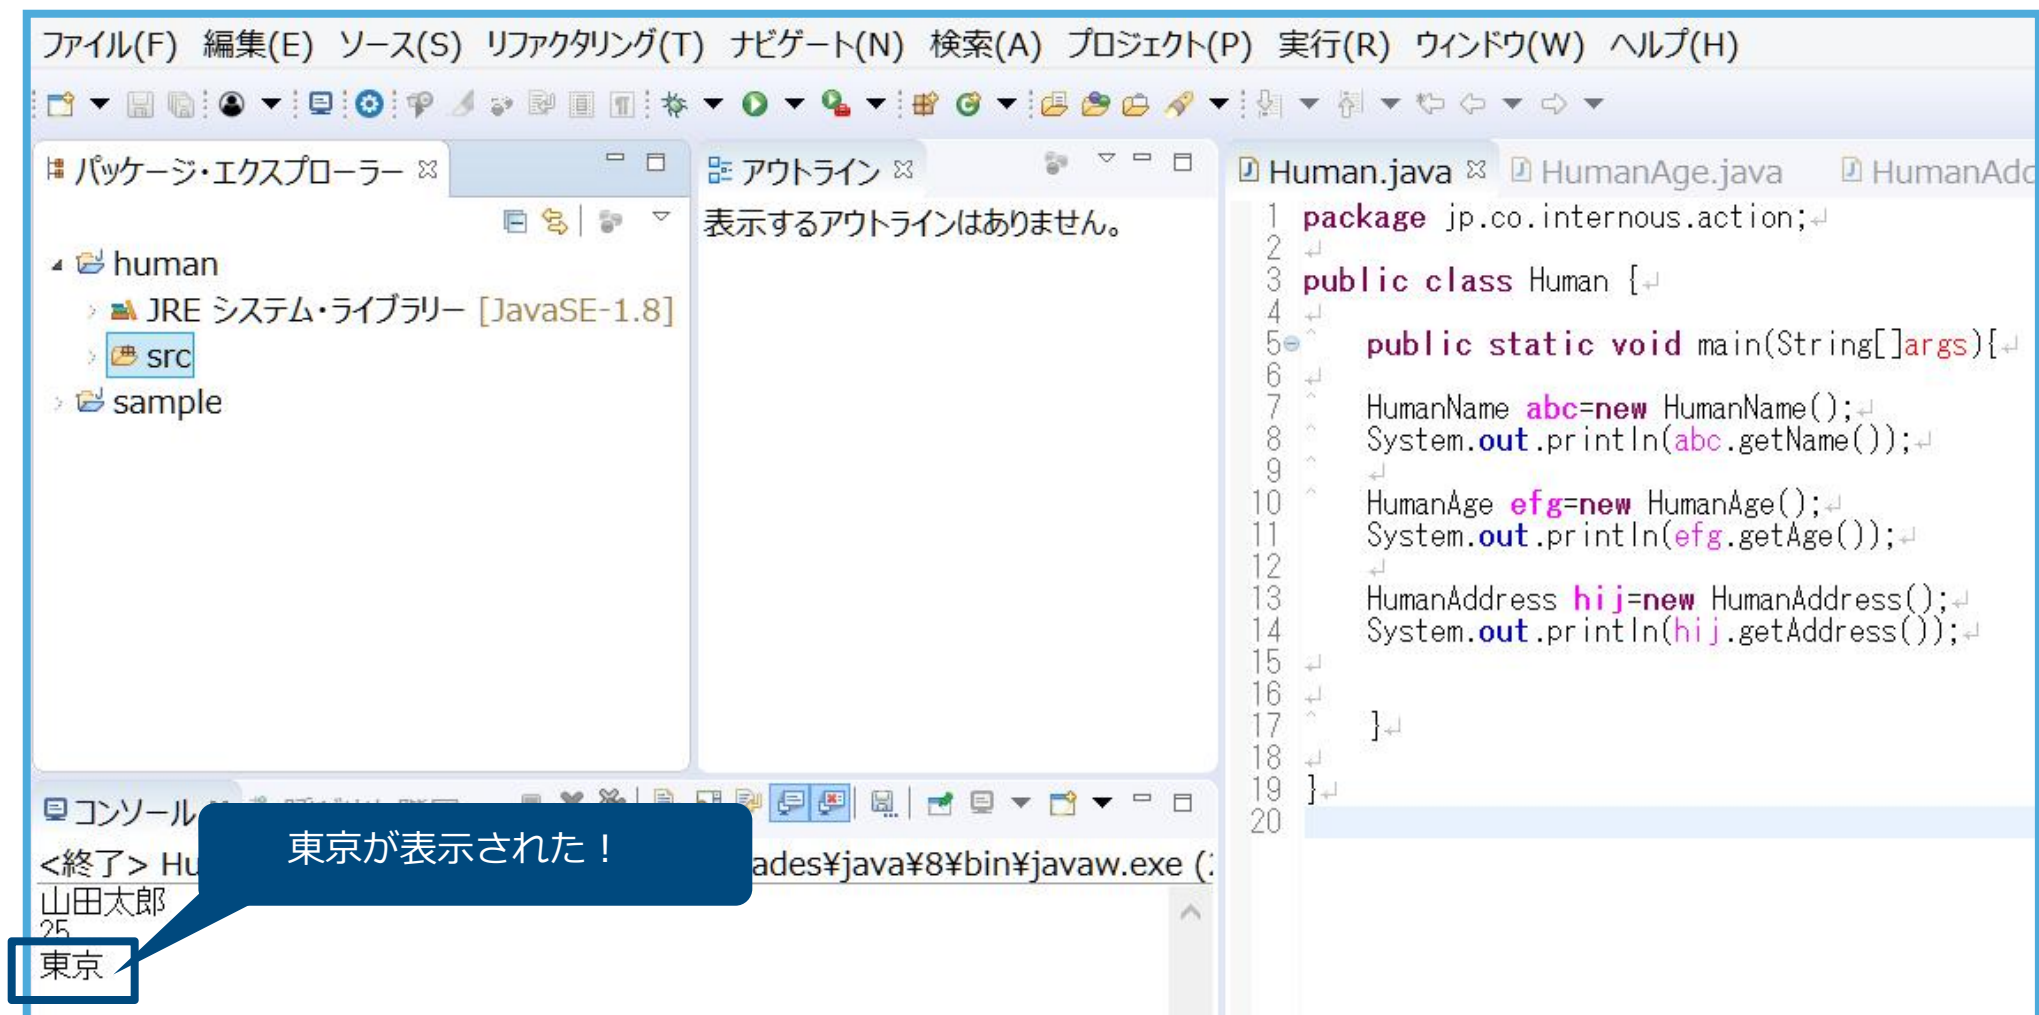 ファイル(F) 編集(E) ソース(S) リファクタリング(T) ナビゲート(N) 検索(A) プロジェクト(P) 実行(R) ウィンドウ(W) ヘルプ(H)
パッケージ・エクスプローラー
human
JRE システム・ライブラリー [JavaSE-1.8]
src
sample
アウトライン
表示するアウトラインはありません。
Human.java HumanAge.java HumanAdd
1 package jp.co.internous.action;
2
3 public class Human {
4
5 public static void main(String[]args){
6
7 HumanName abc=new HumanName();
8 System.out.println(abc.getName());
9
10 HumanAge efg=new HumanAge();
11 System.out.println(efg.getAge());
12
13 HumanAddress hij=new HumanAddress();
14 System.out.println(hij.getAddress());
15
16
17 }
18
19 }
20
コンソール
東京が表示された！
<終了> Hu ades¥java¥8¥bin¥javaw.exe (
山田太郎
25
東京